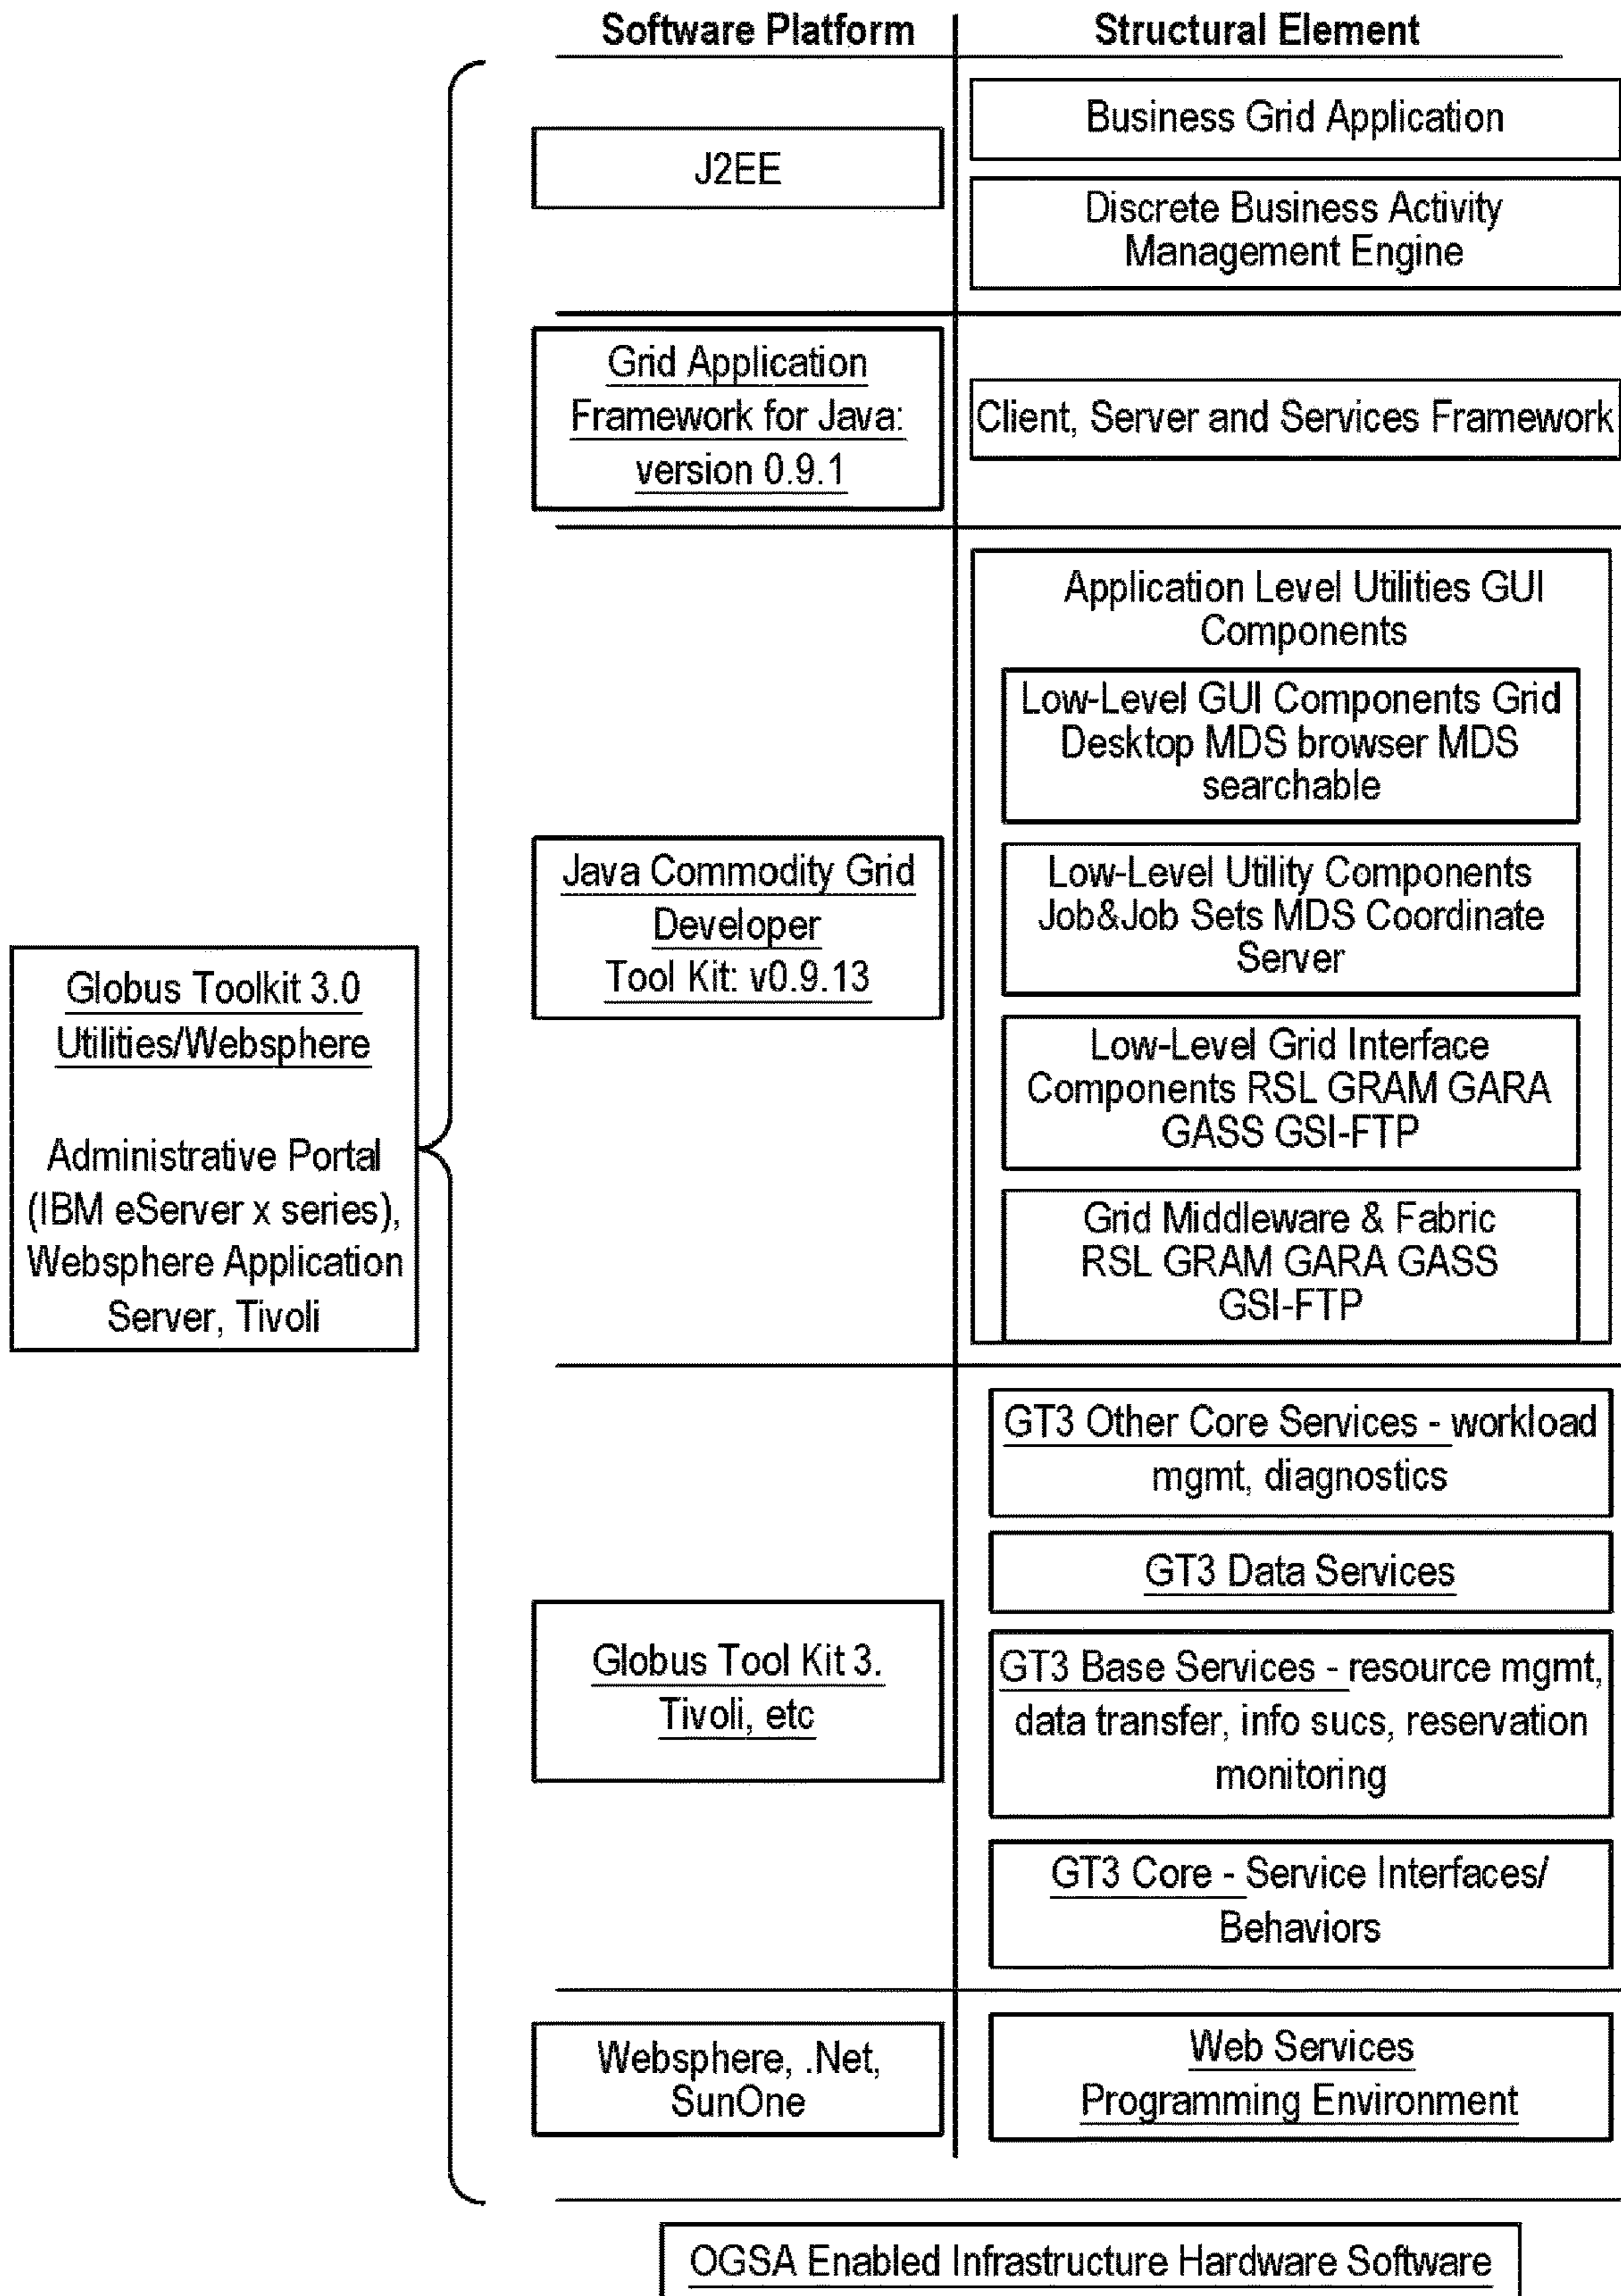 Software Platform
Structural Element
J2EE
Business Grid Application
Discrete Business Activity
Management Engine
Grid Application
Framework for Java:
version 0.9.1
Client, Server and Services Framework
Java Commodity Grid
Developer
Tool Kit: v0.9.13
Application Level Utilities GUI
Components
Low-Level GUI Components Grid
Desktop MDS browser MDS
searchable
Low-Level Utility Components
Job&Job Sets MDS Coordinate
Server
Low-Level Grid Interface
Components RSL GRAM GARA
GASS GSI-FTP
Grid Middleware & Fabric
RSL GRAM GARA GASS
GSI-FTP
Globus Toolkit 3.0
Utilities/Websphere
Administrative Portal
(IBM eServer x series),
Websphere Application
Server, Tivoli
Globus Tool Kit 3.
Tivoli, etc
GT3 Other Core Services - workload
mgmt, diagnostics
GT3 Data Services
GT3 Base Services - resource mgmt,
data transfer, info sucs, reservation
monitoring
GT3 Core - Service Interfaces/
Behaviors
Websphere, .Net,
SunOne
Web Services
Programming Environment
OGSA Enabled Infrastructure Hardware Software